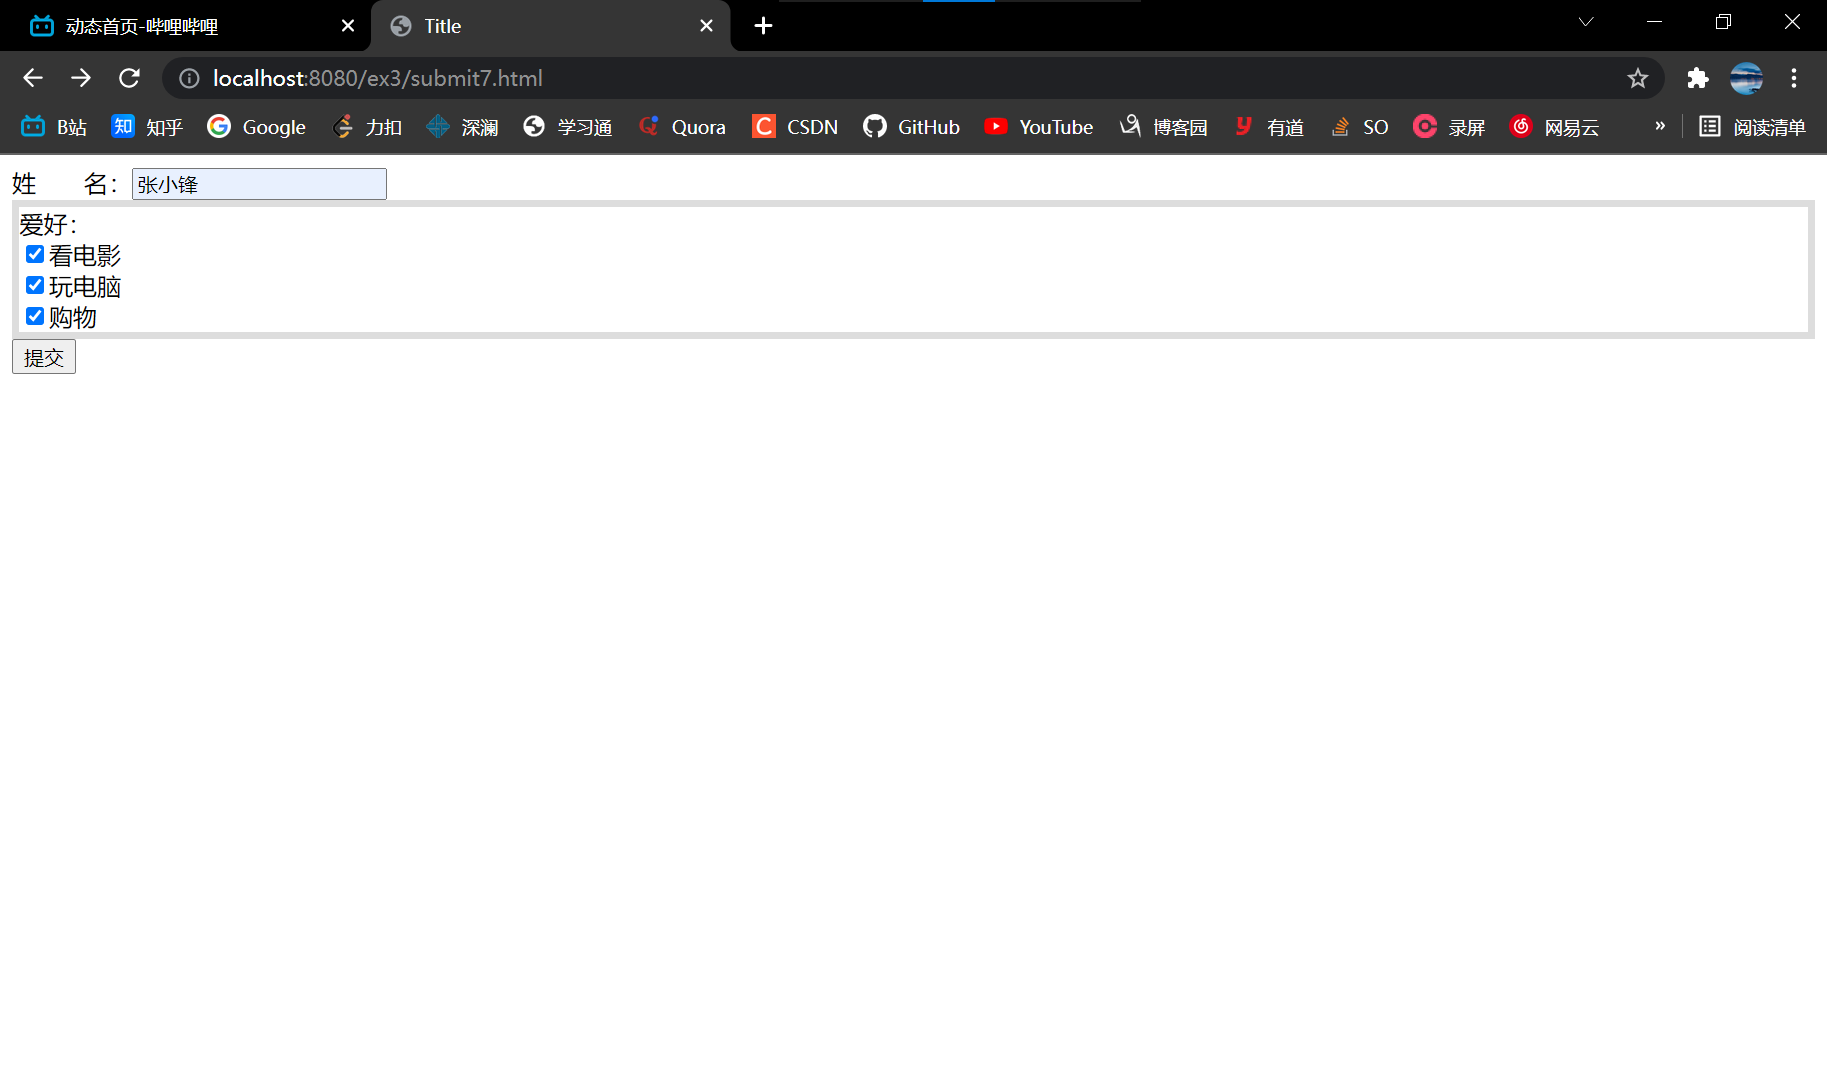 动态首页-哔哩哔哩
Title
localhost:8080/ex3/submit7.html
B站 知 知乎 Google 力扣 深澜 学习通 Quora C CSDN GitHub YouTube 博客园 y 有道 SO 录屏 网易云 » 阅读清单
姓 名：张小锋
爱好：
看电影
玩电脑
购物
提交